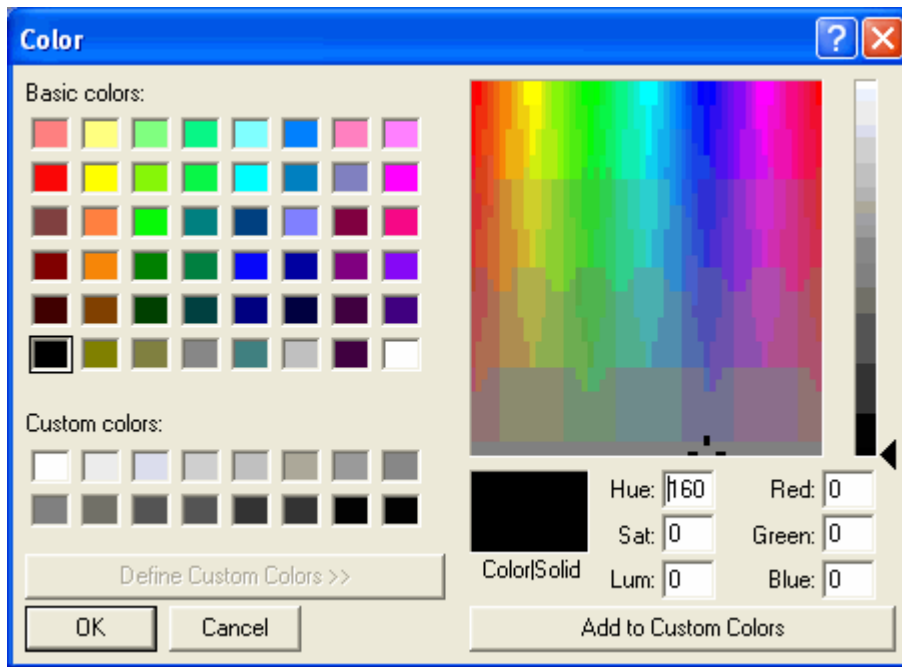 Color
Basic colors:
Custom colors:
Define Custom Colors >>
OK
Cancel
Color|Solid
Hue: 160
Sat: 0
Lum: 0
Red: 0
Green: 0
Blue: 0
Add to Custom Colors